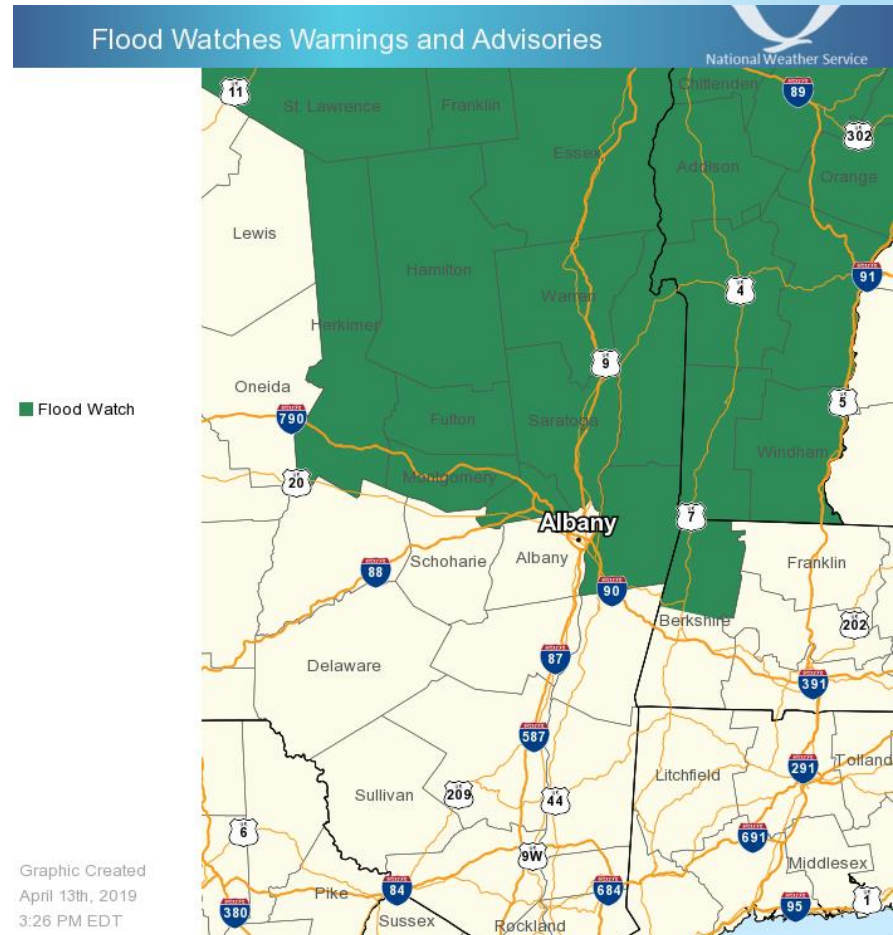 Flood Watches Warnings and Advisories
National Weather Service
11
St. Lawrence
Franklin
Chittenden
89
302
Essex
Addison
Orange
Lewis
Hamilton
91
4
Warren
Herkimer
9
Oneida
5
Flood Watch
790
Fulton
Saratoga
Windham
20
Montgomery
7
Albany
Albany
Schoharie
Franklin
88
90
202
Berkshire
87
Delaware
391
587
291
Tolland
Litchfield
Sullivan
209
44
6
691
9W
Middlesex
Graphic Created
April 13th, 2019
3:26 PM EDT
Pike
84
684
95
1
380
Sussex
Rockland